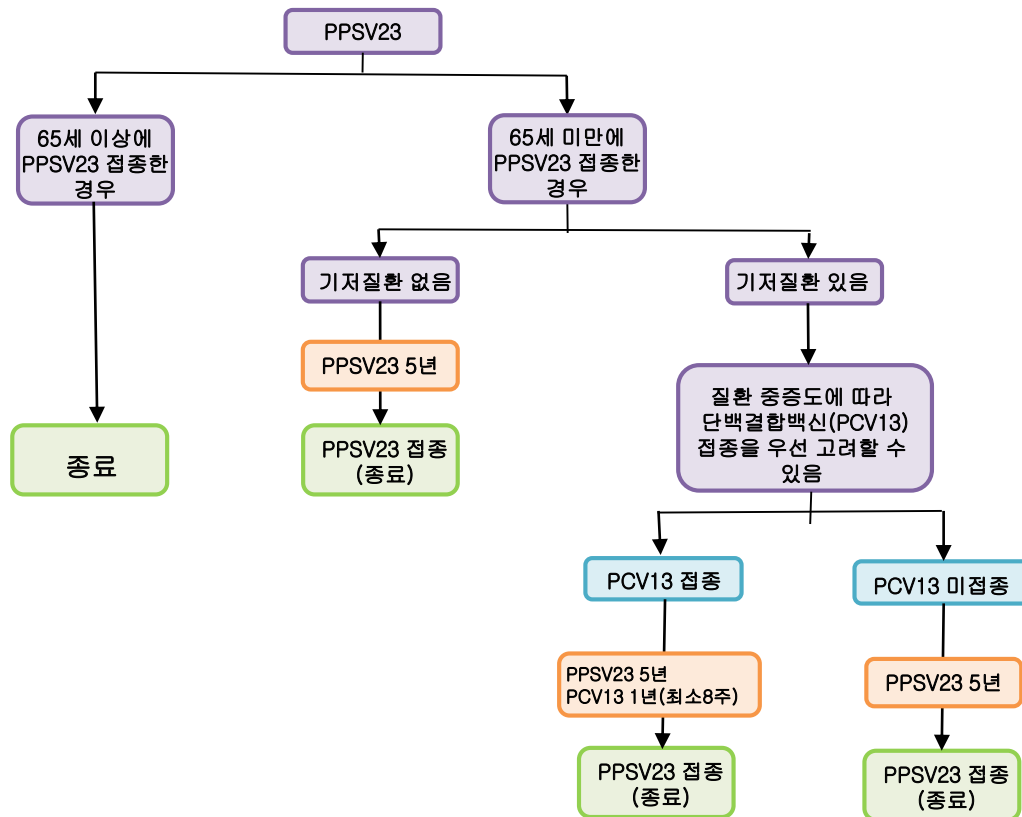 PPSV23
65세 이상에
PPSV23 접종한
경우
65세 미만에
PPSV23 접종한
경우
기저질환 없음
기저질환 있음
PPSV23 5년
질환 중증도에 따라
단백결합백신(PCV13)
접종을 우선 고려할 수
있음
종료
PPSV23 접종
(종료)
PCV13 접종
PCV13 미접종
PPSV23 5년
PCV13 1년(최소8주)
PPSV23 5년
PPSV23 접종
(종료)
PPSV23 접종
(종료)